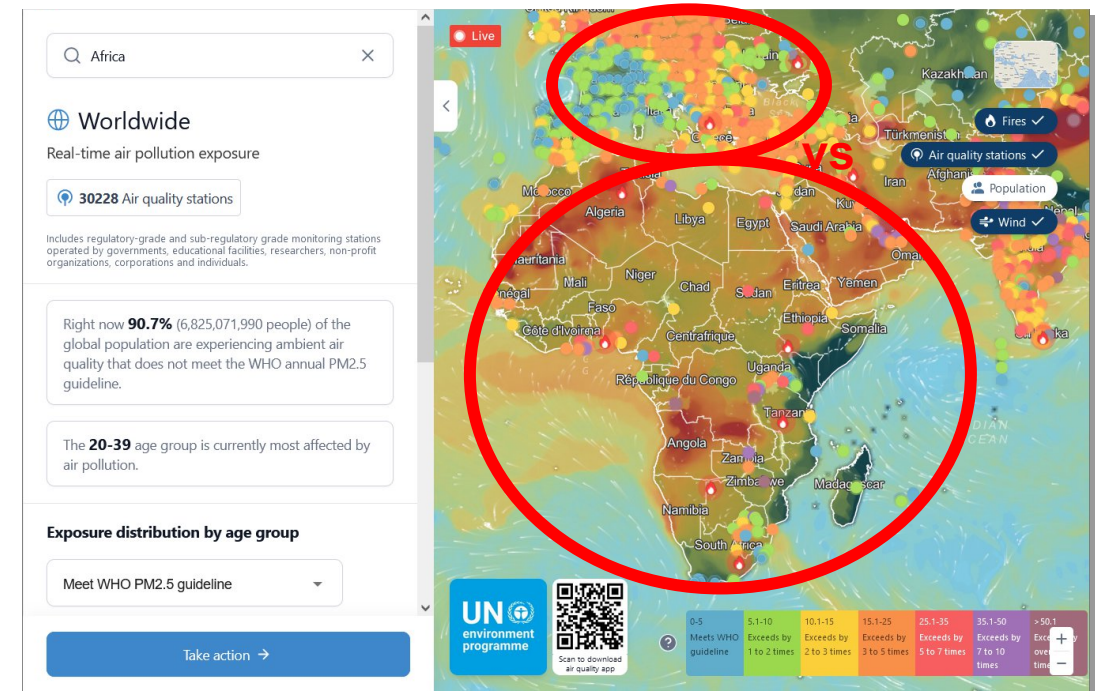 Africa
Worldwide
Real-time air pollution exposure
30228 Air quality stations
Includes regulatory-grade and sub-regulatory grade monitoring stations
operated by governments, educational facilities, researchers, non-profit
organizations, corporations and individuals.
Right now 90.7% (6,825,071,990 people) of the
global population are experiencing ambient air
quality that does not meet the WHO annual PM2.5
guideline.
The 20-39 age group is currently most affected by
air pollution.
Exposure distribution by age group
Meet WHO PM2.5 guideline
Take action →
Live
Kazakhstan
Fires
Türkmenist
Air quality stations
vs
Iran
Afghani
Population
Wind
Algeria
Libya
Egypt
Saudi Arabia
Oma
Mali
Niger
Chad
Sudan
Eritrea
Yemen
Faso
Côte d'Ivoire
Centrafrique
Ethiopia
Somalia
République du Congo
Uganda
Tanzan
Angola
Zambia
Zimbabwe
Madagascar
Namibia
South Africa
DIAN
CEAN
UN
environment
programme
Scan to download
air quality app
0-5
Meets WHO
guideline
5.1-10
Exceeds by
1 to 2 times
10.1-15
Exceeds by
2 to 3 times
15.1-25
Exceeds by
3 to 5 times
25.1-35
Exceeds by
5 to 7 times
35.1-50
Exceeds by
7 to 10
times
>50.1